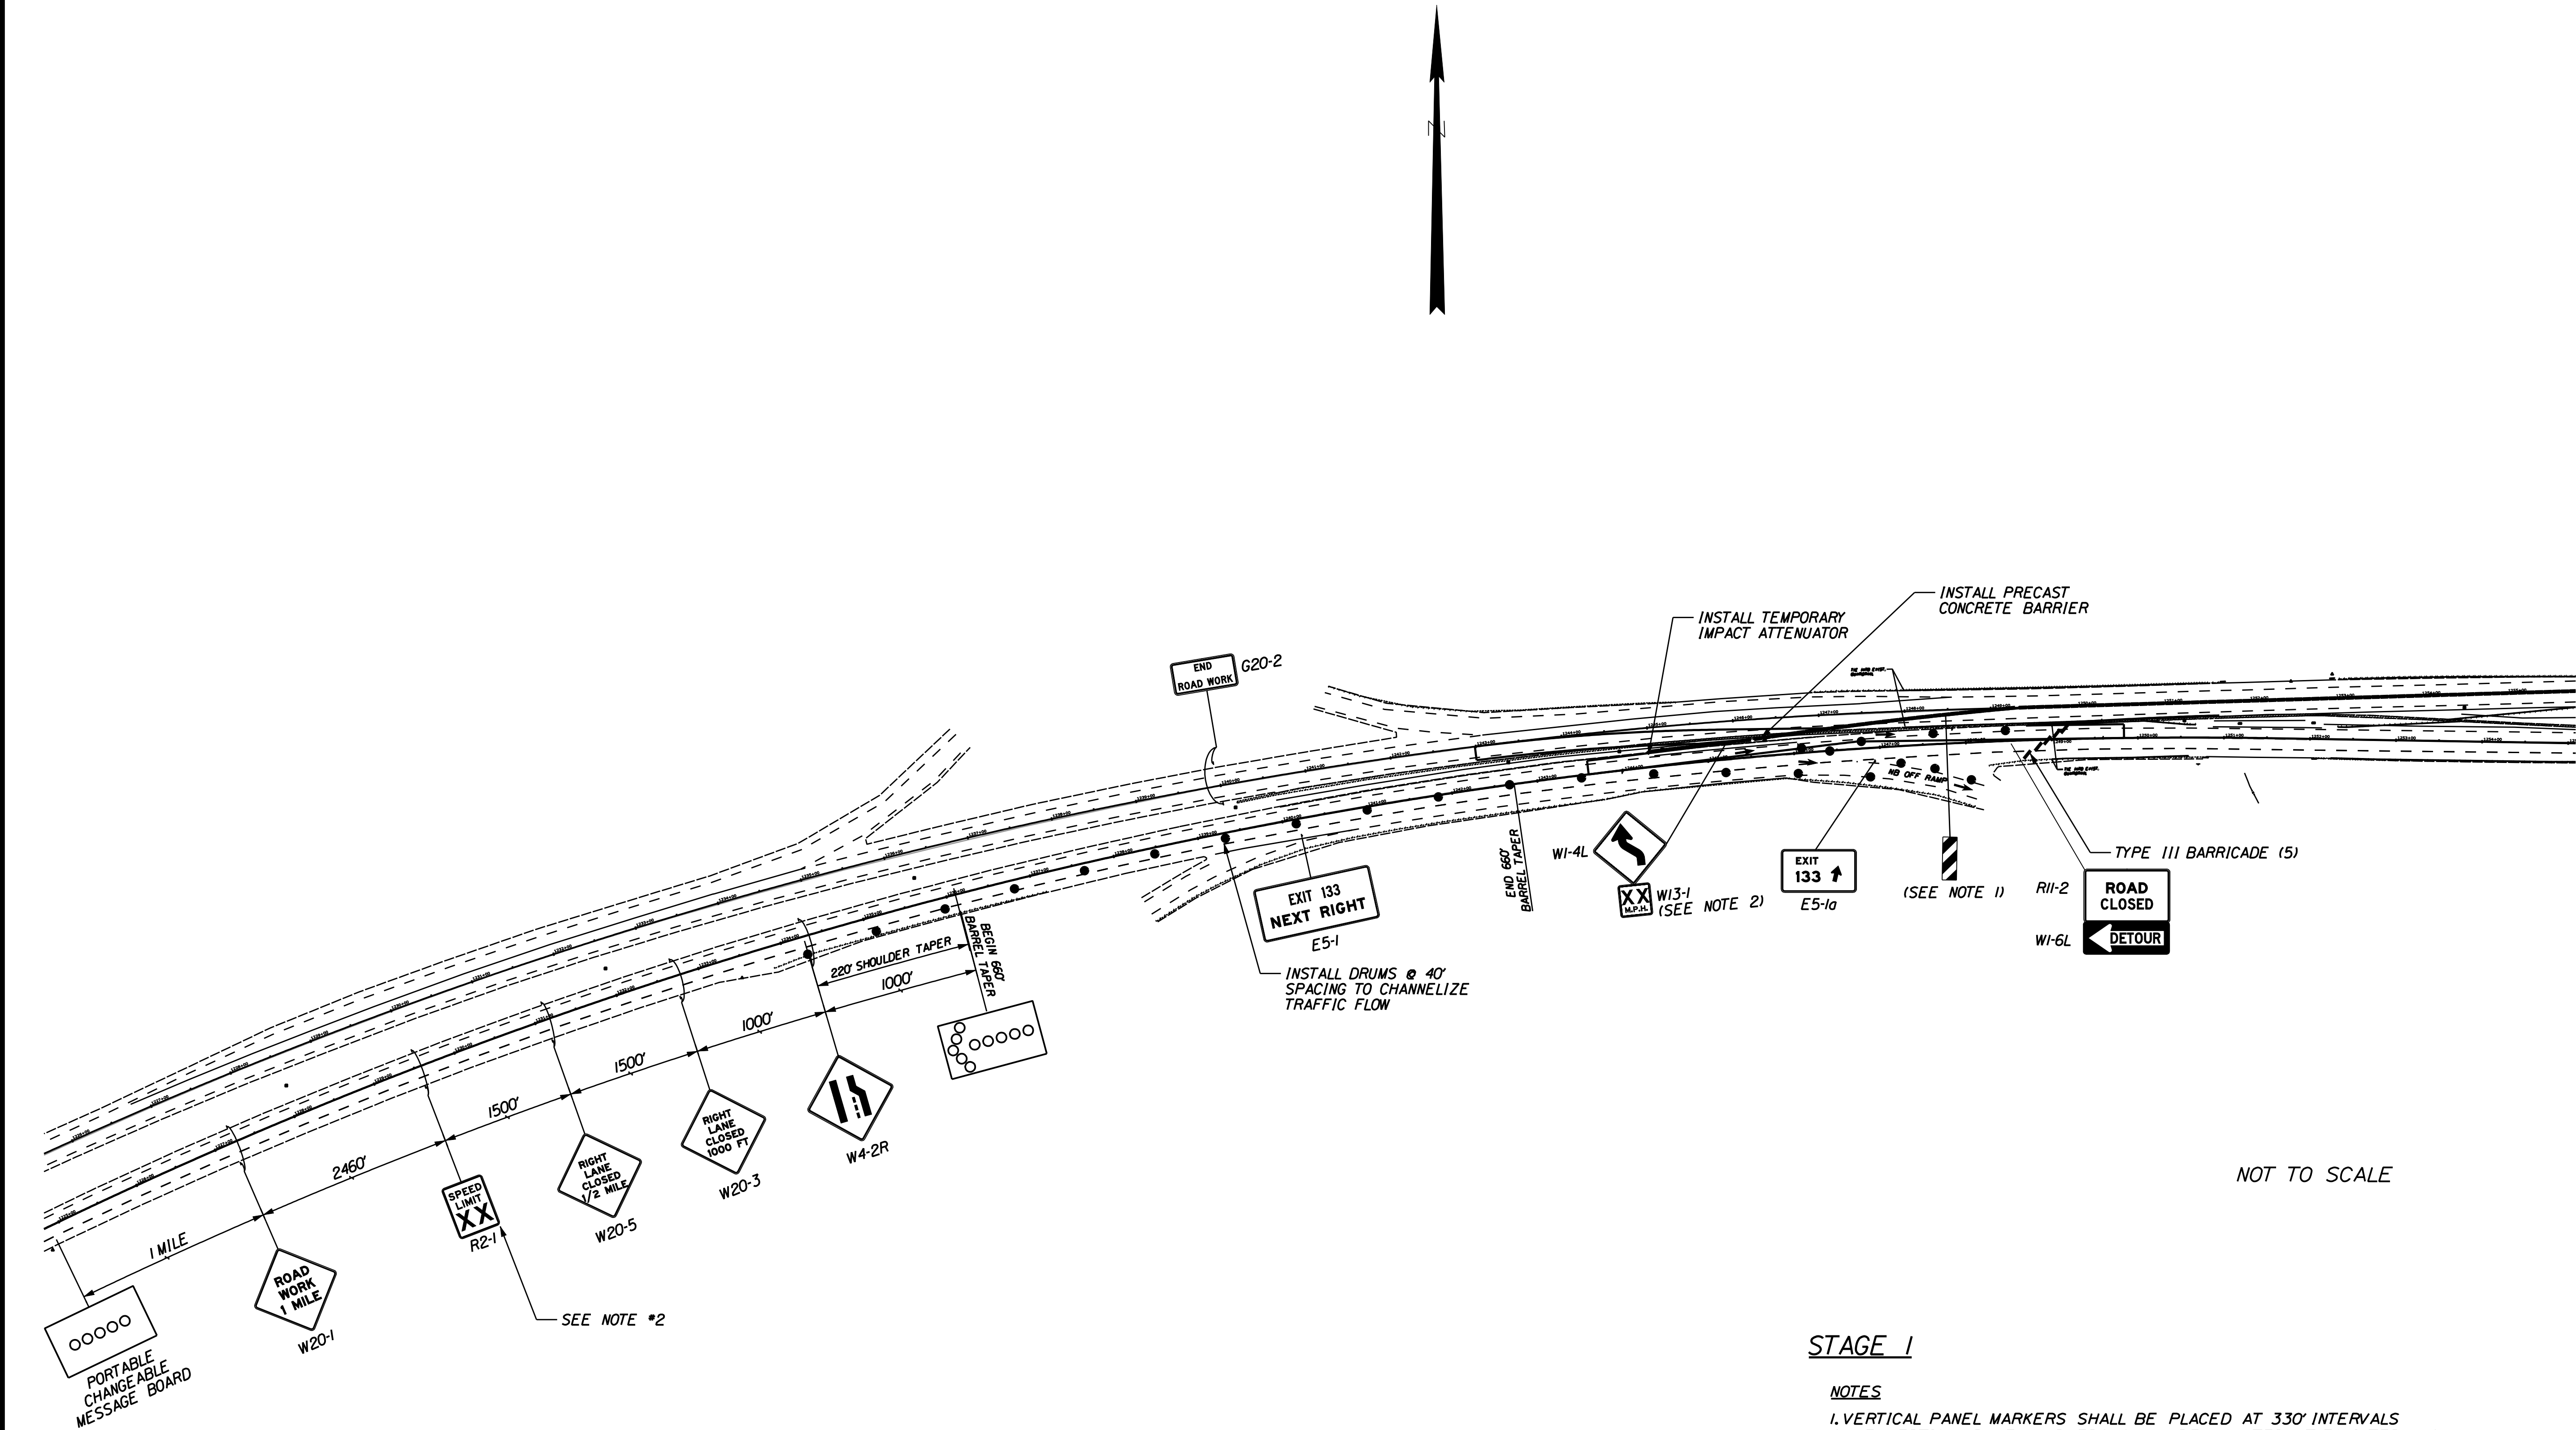 N
INSTALL PRECAST
CONCRETE BARRIER
INSTALL TEMPORARY
IMPACT ATTENUATOR
END
ROAD WORK
G20-2
NB OFF RAMP
W1-4L
XX
M.P.H.
W13-1
(SEE NOTE 2)
EXIT
133
E5-1a
(SEE NOTE 1)
TYPE III BARRICADE (5)
R11-2
ROAD
CLOSED
W1-6L
DETOUR
END 660'
BARREL TAPER
EXIT 133
NEXT RIGHT
E5-1
INSTALL DRUMS @ 40'
SPACING TO CHANNELIZE
TRAFFIC FLOW
BEGIN 660'
BARREL TAPER
220' SHOULDER TAPER
1000'
1000'
1500'
1500'
2460'
1 MILE
W4-2R
RIGHT
LANE
CLOSED
1000 FT
W20-3
RIGHT
LANE
CLOSED
1/2 MILE
W20-5
SPEED
LIMIT
XX
R2-1
SEE NOTE #2
ROAD
WORK
1 MILE
W20-1
PORTABLE
CHANGEABLE
MESSAGE BOARD
NOT TO SCALE
STAGE 1
NOTES
1. VERTICAL PANEL MARKERS SHALL BE PLACED AT 330' INTERVALS